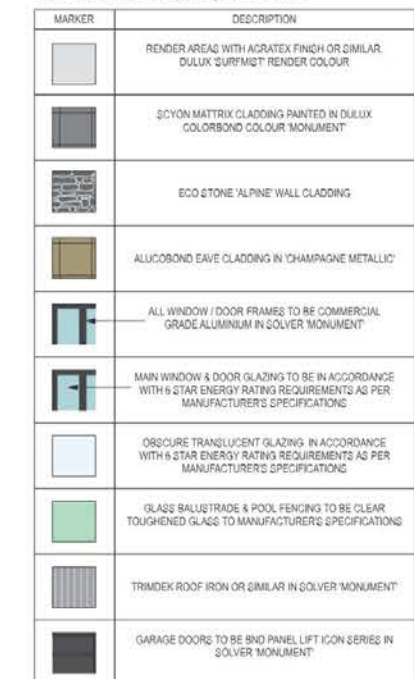 MARKER DESCRIPTION
RENDER AREAS WITH ACRATEX FINISH OR SIMILAR.
DULUX 'SURFMIST' RENDER COLOUR
SCYON MATTRIX CLADDING PAINTED IN DULUX
COLORBOND COLOUR 'MONUMENT'
ECO STONE 'ALPINE' WALL CLADDING
ALUCOBOND EAVE CLADDING IN 'CHAMPAGNE METALLIC'
ALL WINDOW / DOOR FRAMES TO BE COMMERCIAL
GRADE ALUMINIUM IN SOLVER 'MONUMENT'
MAIN WINDOW & DOOR GLAZING TO BE IN ACCORDANCE
WITH 6 STAR ENERGY RATING REQUIREMENTS AS PER
MANUFACTURER'S SPECIFICATIONS
OBSCURE TRANSLUCENT GLAZING IN ACCORDANCE
WITH 6 STAR ENERGY RATING REQUIREMENTS AS PER
MANUFACTURER'S SPECIFICATIONS
GLASS BALUSTRADE & POOL FENCING TO BE CLEAR
TOUGHENED GLASS TO MANUFACTURER'S SPECIFICATIONS
TRIMDEK ROOF IRON OR SIMILAR IN SOLVER 'MONUMENT'
GARAGE DOORS TO BE BND PANEL LIFT ICON SERIES IN
SOLVER 'MONUMENT'